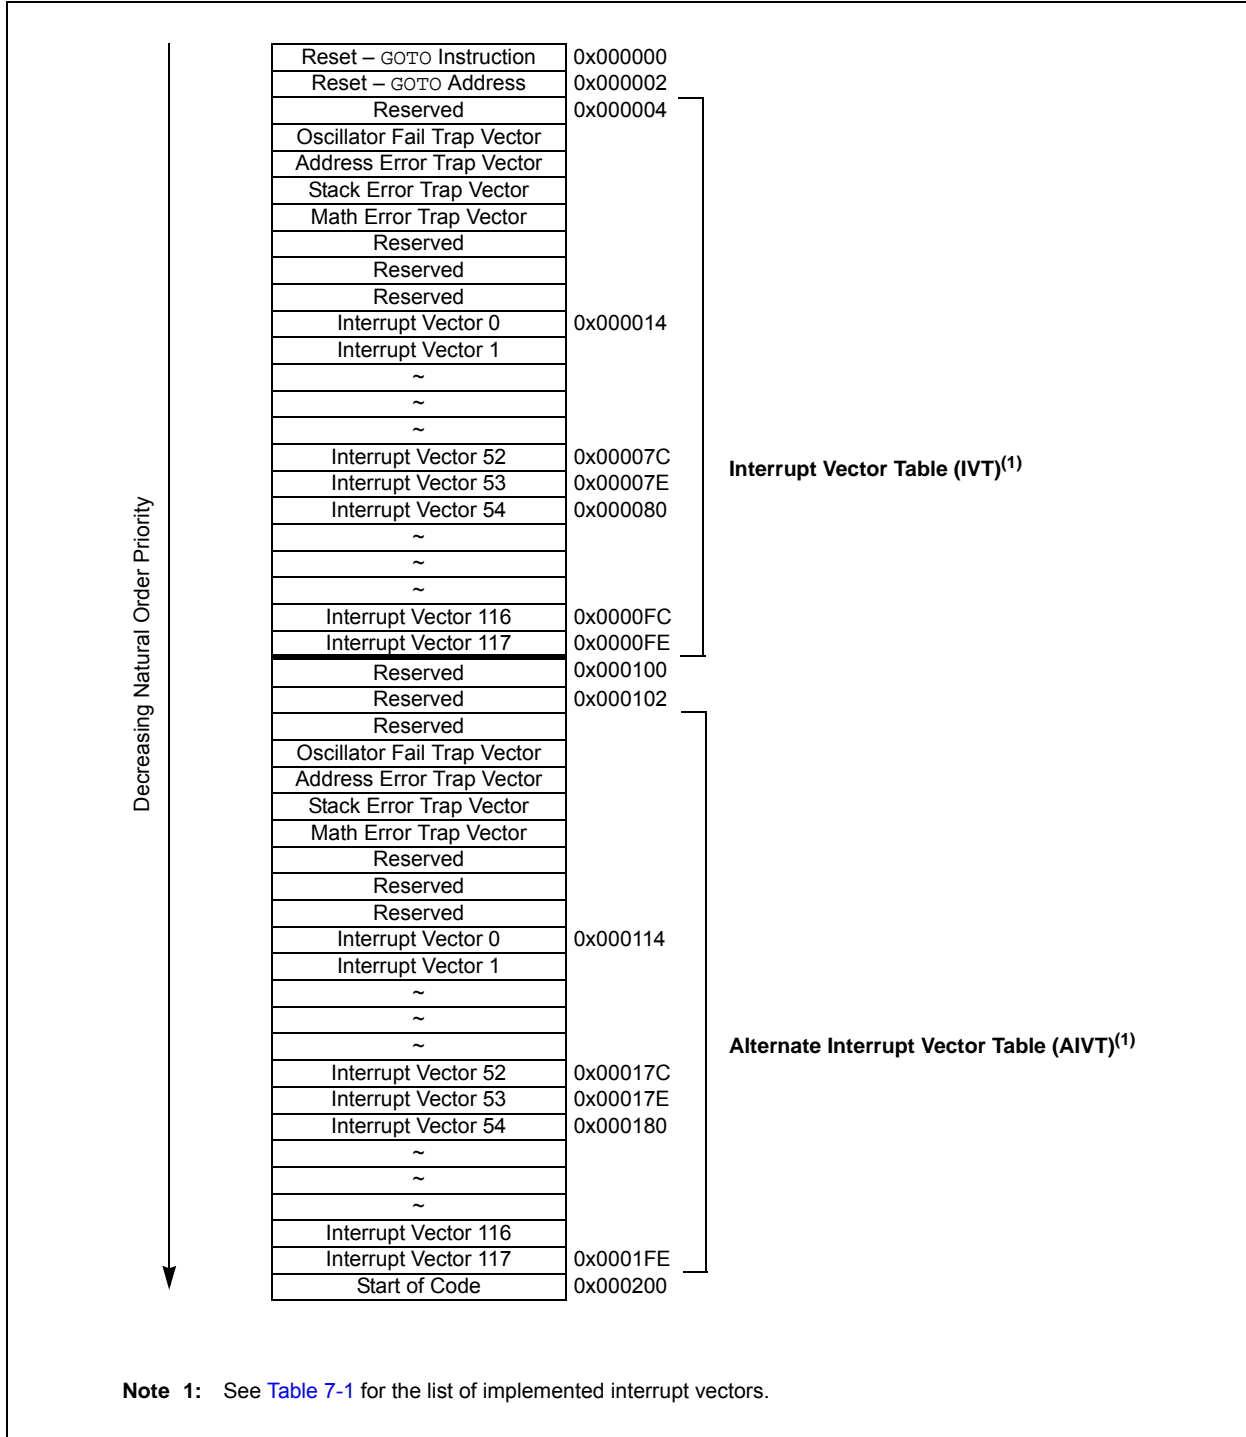 Reset – GOTO Instruction 0x000000
Reset – GOTO Address 0x000002
Reserved 0x000004
Oscillator Fail Trap Vector
Address Error Trap Vector
Stack Error Trap Vector
Math Error Trap Vector
Reserved
Reserved
Reserved
Interrupt Vector 0 0x000014
Interrupt Vector 1
~
~
~
Interrupt Vector 52 0x00007C
Interrupt Vector Table (IVT)(1)
Interrupt Vector 53 0x00007E
Interrupt Vector 54 0x000080
~
~
~
Interrupt Vector 116 0x0000FC
Interrupt Vector 117 0x0000FE
Decreasing Natural Order Priority
Reserved 0x000100
Reserved 0x000102
Reserved
Oscillator Fail Trap Vector
Address Error Trap Vector
Stack Error Trap Vector
Math Error Trap Vector
Reserved
Reserved
Reserved
Interrupt Vector 0 0x000114
Interrupt Vector 1
~
~
~
Alternate Interrupt Vector Table (AIVT)(1)
Interrupt Vector 52 0x00017C
Interrupt Vector 53 0x00017E
Interrupt Vector 54 0x000180
~
~
~
Interrupt Vector 116
Interrupt Vector 117 0x0001FE
Start of Code 0x000200
Note 1: See Table 7-1 for the list of implemented interrupt vectors.